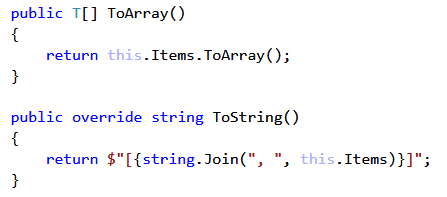 public T[] ToArray()
{
    return this.Items.ToArray();
}

public override string ToString()
{
    return $"[{string.Join(", ", this.Items)}]";
}